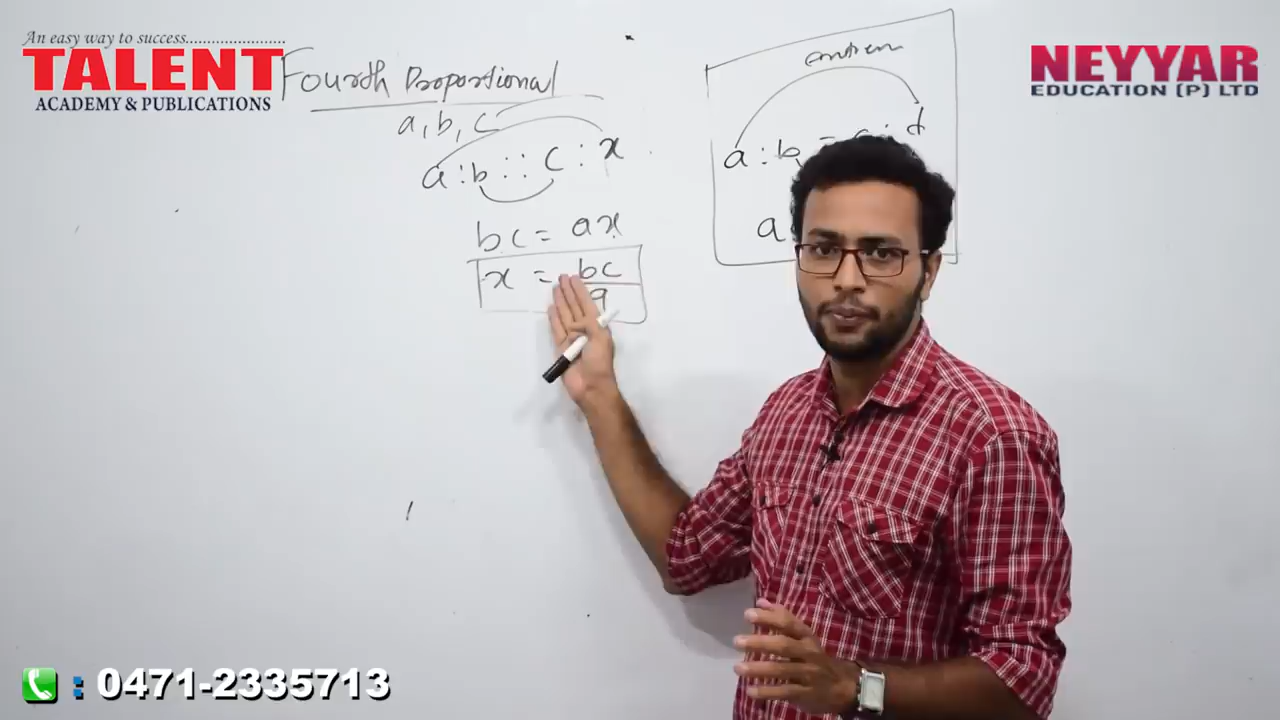 An easy way to success......................
TALENT
ACADEMY & PUBLICATIONS
NEYYAR
EDUCATION (P) LTD
Fourth Proportional
a, b, c
a : b :: c : x
bc = ax
x = bc/a
a : b = c : d
a
: 0471-2335713